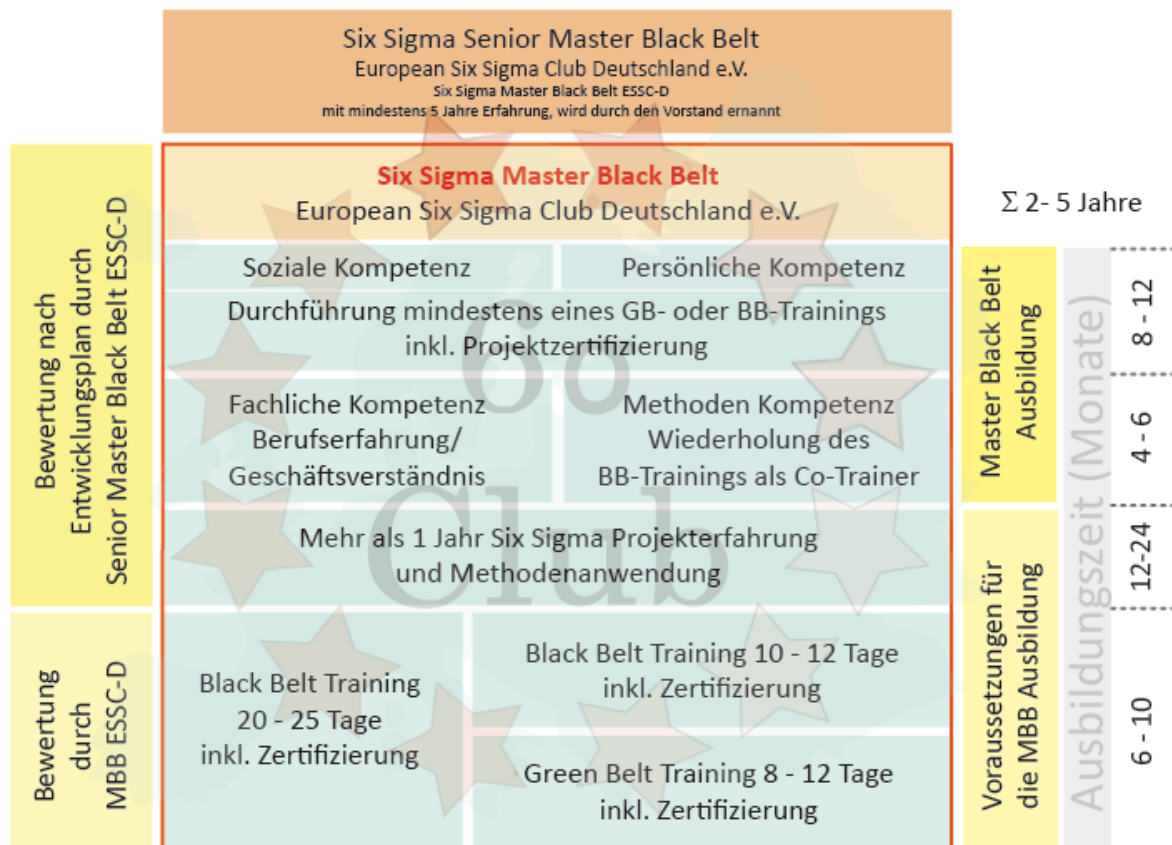 Six Sigma Senior Master Black Belt
European Six Sigma Club Deutschland e.V.
Six Sigma Master Black Belt ESSC-D
mit mindestens 5 Jahre Erfahrung, wird durch den Vorstand ernannt
Bewertung nach
Entwicklungsplan durch
Senior Master Black Belt ESSC-D
Six Sigma Master Black Belt
European Six Sigma Club Deutschland e.V.
Σ 2- 5 Jahre
Soziale Kompetenz
Persönliche Kompetenz
Durchführung mindestens eines GB- oder BB-Trainings
inkl. Projektzertifizierung
Fachliche Kompetenz
Berufserfahrung/
Geschäftsverständnis
Methoden Kompetenz
Wiederholung des
BB-Trainings als Co-Trainer
Mehr als 1 Jahr Six Sigma Projekterfahrung
und Methodenanwendung
6σ
Club
Master Black Belt
Ausbildung
Ausbildungszeit (Monate)
8 - 12
4 - 6
12-24
6 - 10
Bewertung
durch
MBB ESSC-D
Black Belt Training
20 - 25 Tage
inkl. Zertifizierung
Black Belt Training 10 - 12 Tage
inkl. Zertifizierung
Green Belt Training 8 - 12 Tage
inkl. Zertifizierung
Voraussetzungen für
die MBB Ausbildung